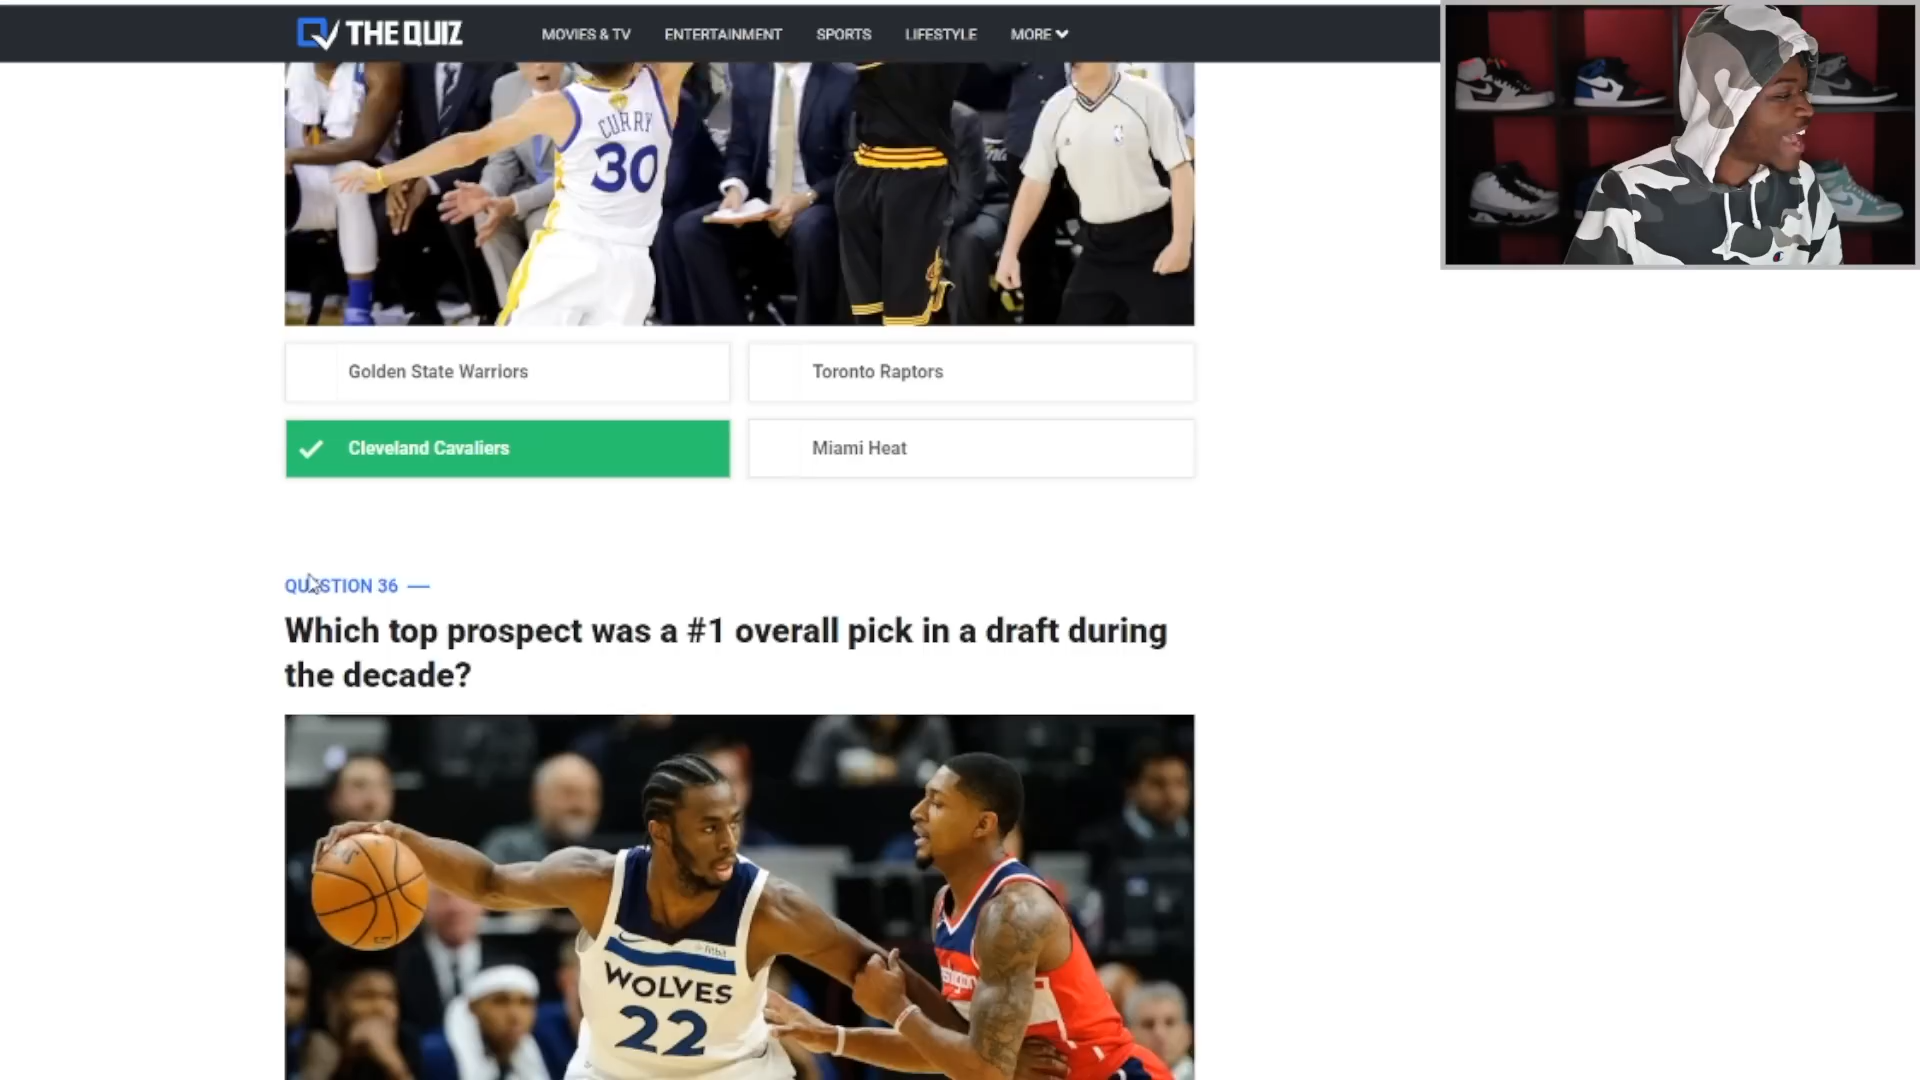 THE QUIZ
MOVIES & TV
ENTERTAINMENT
SPORTS
LIFESTYLE
MORE
CURRY
30
Golden State Warriors
Toronto Raptors
Cleveland Cavaliers
Miami Heat
QUESTION 36
Which top prospect was a #1 overall pick in a draft during
the decade?
fitbit
WOLVES
22